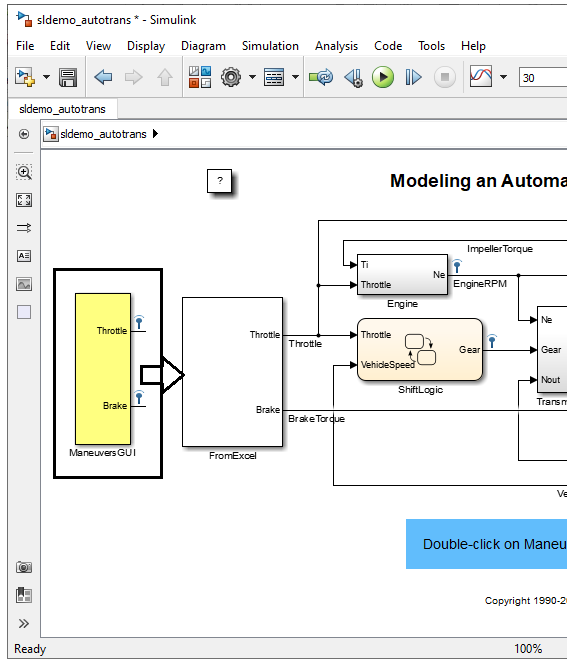 sldemo_autotrans * - Simulink
File Edit View Display Diagram Simulation Analysis Code Tools Help
30
sldemo_autotrans
sldemo_autotrans
?
Modeling an Automa
ImpellerTorque
Ti
Throttle
Ne
EngineRPM
Engine
Ne
Throttle
Brake
ManeuversGUI
Throttle
Brake
FromExcel
Throttle
BrakeTorque
Throttle
VehicleSpeed
Gear
ShiftLogic
Gear
Nout
Transm
Ve
Double-click on Maneu
Copyright 1990-2
Ready 100%